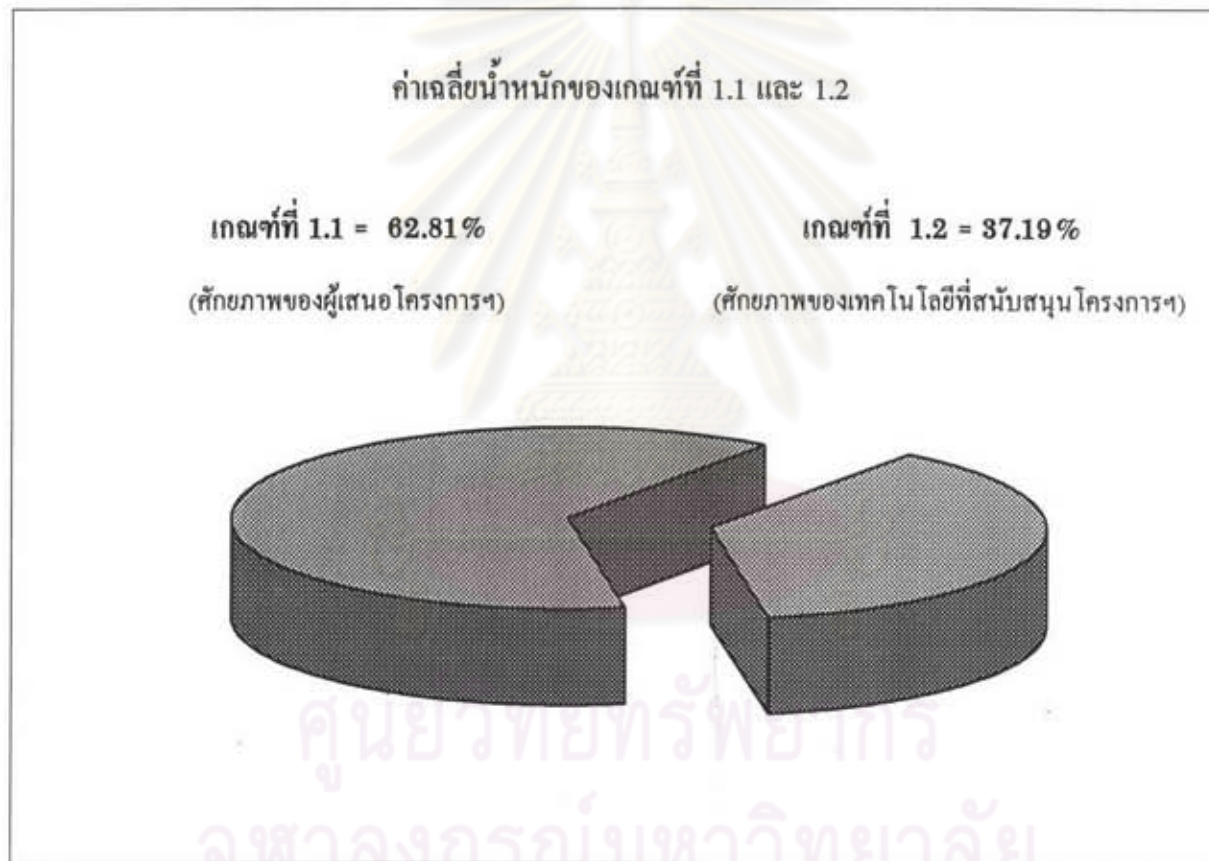 ค่าเฉลี่ยน้ำหนักของเกณฑ์ที่ 1.1 และ 1.2
เกณฑ์ที่ 1.1 = 62.81%
เกณฑ์ที่ 1.2 = 37.19%
(ศักยภาพของผู้เสนอโครงการฯ)
(ศักยภาพของเทคโนโลยีที่สนับสนุนโครงการฯ)
ศูนย์วิทยทรัพยากร
จุฬาลงกรณ์มหาวิทยาลัย